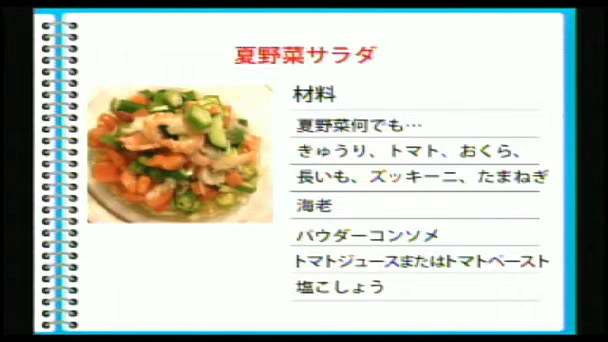 夏野菜サラダ
材料
夏野菜何でも…
きゅうり、トマト、おくら、
長いも、ズッキーニ、たまねぎ
海老
パウダーコンソメ
トマトジュースまたはトマトペースト
塩こしょう